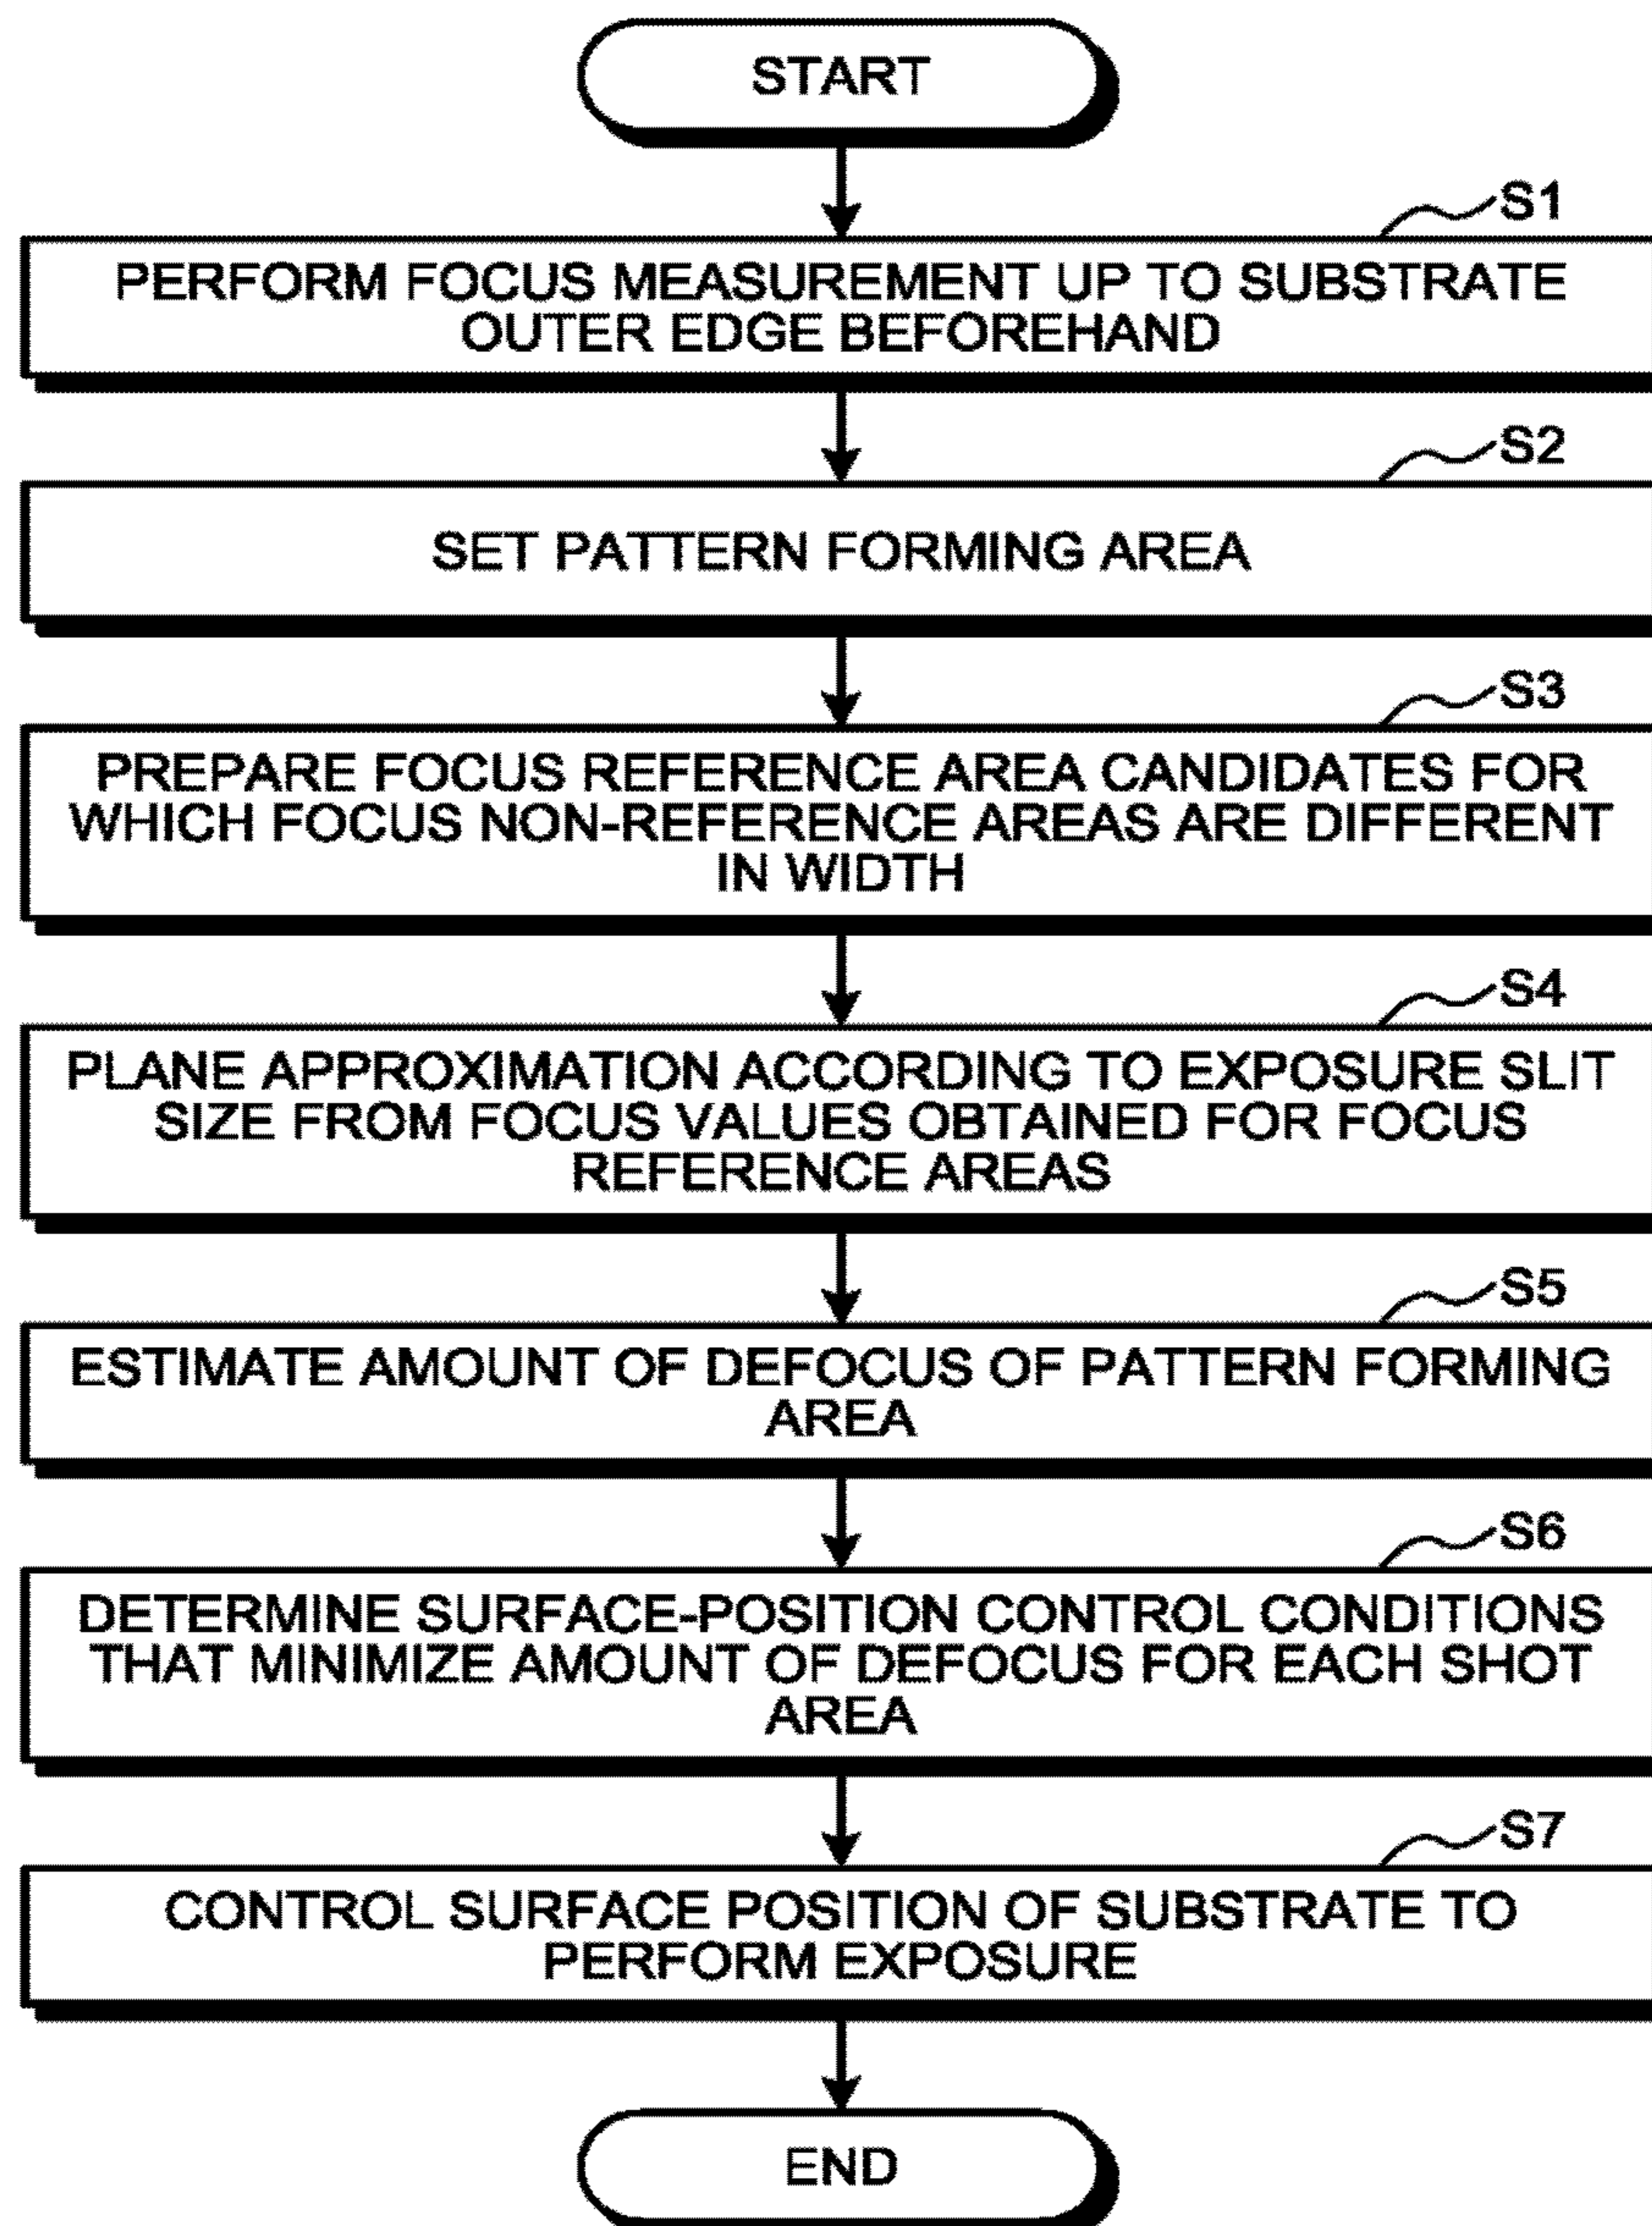 START
S1
PERFORM FOCUS MEASUREMENT UP TO SUBSTRATE
OUTER EDGE BEFOREHAND
S2
SET PATTERN FORMING AREA
S3
PREPARE FOCUS REFERENCE AREA CANDIDATES FOR
WHICH FOCUS NON-REFERENCE AREAS ARE DIFFERENT
IN WIDTH
S4
PLANE APPROXIMATION ACCORDING TO EXPOSURE SLIT
SIZE FROM FOCUS VALUES OBTAINED FOR FOCUS
REFERENCE AREAS
S5
ESTIMATE AMOUNT OF DEFOCUS OF PATTERN FORMING
AREA
S6
DETERMINE SURFACE-POSITION CONTROL CONDITIONS
THAT MINIMIZE AMOUNT OF DEFOCUS FOR EACH SHOT
AREA
S7
CONTROL SURFACE POSITION OF SUBSTRATE TO
PERFORM EXPOSURE
END